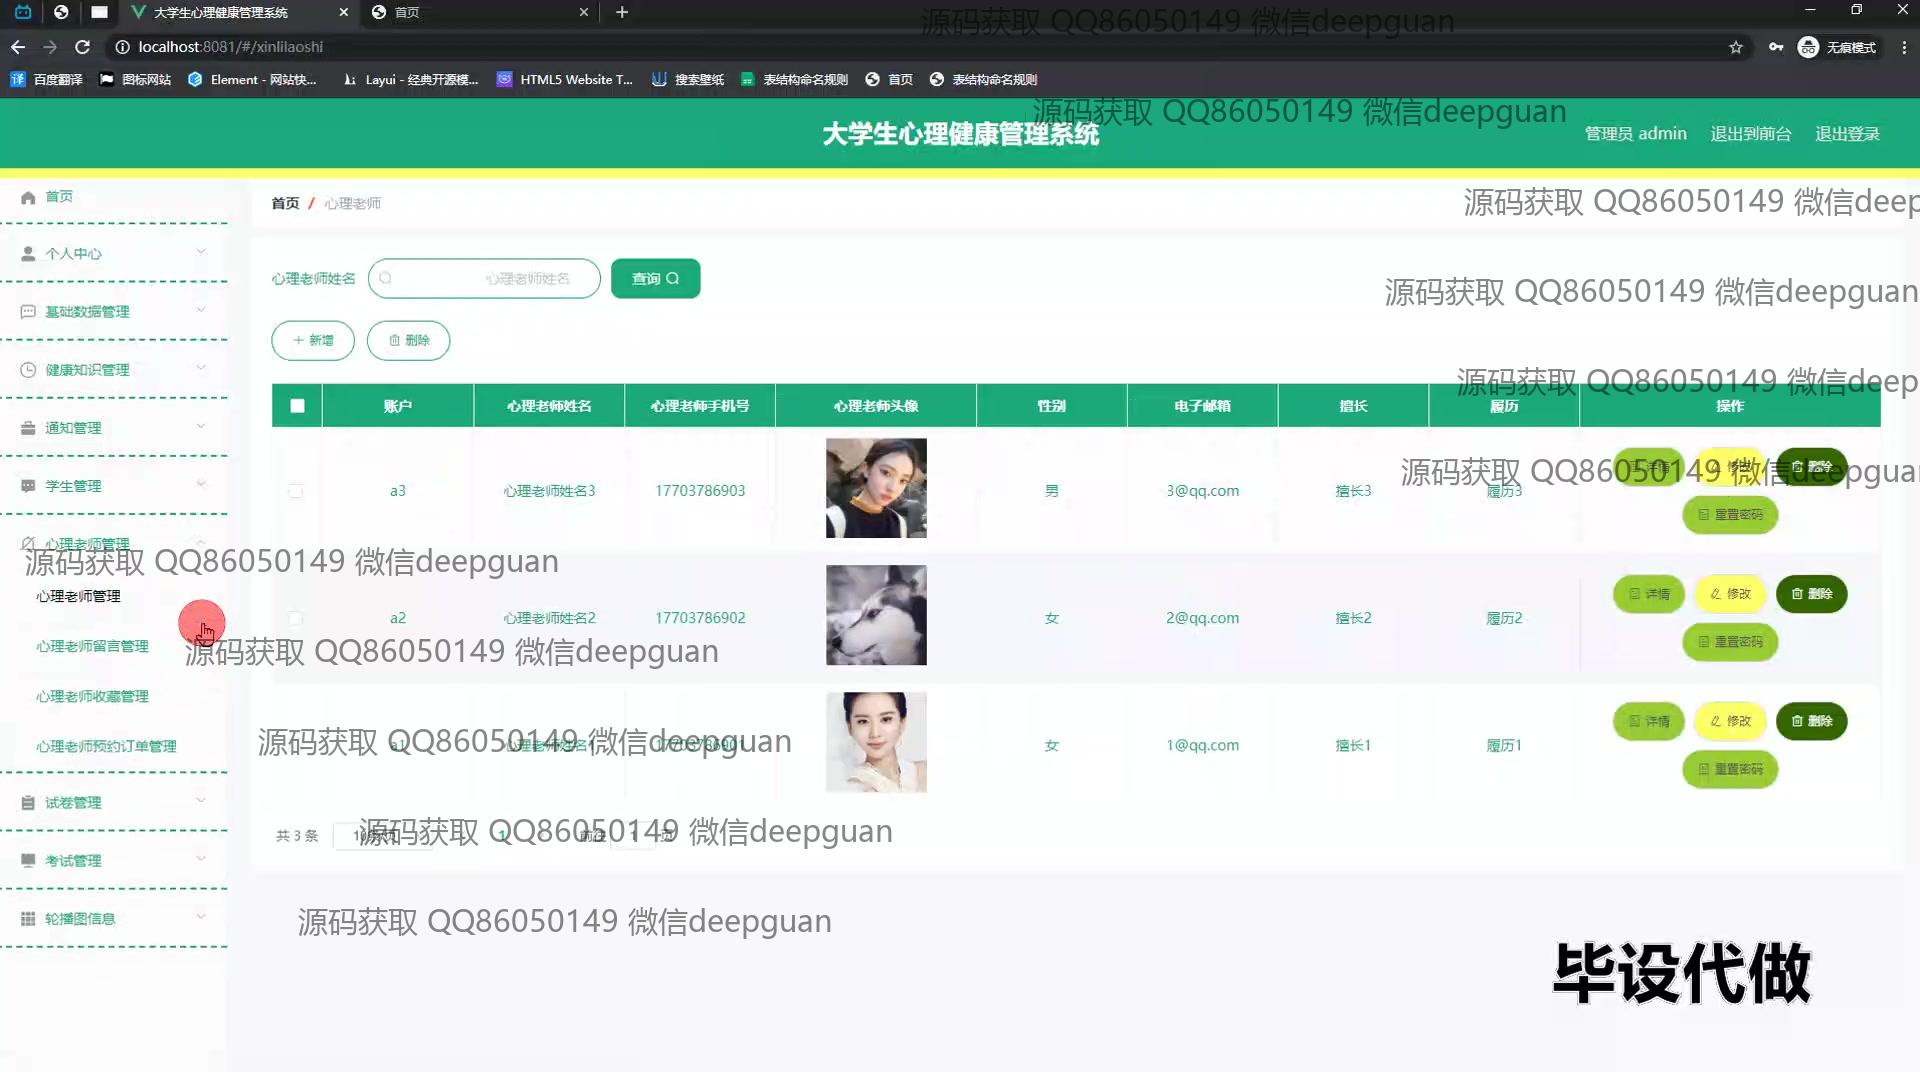 大学生心理健康管理系统
首页
localhost:8081/#/xinlilaoshi
无痕模式
百度翻译
图标网站
Element - 网站快...
Layui - 经典开源模...
HTML5 Website T...
搜索壁纸
表结构命名规则
首页
表结构命名规则
源码获取 QQ86050149 微信deepguan
源码获取 QQ86050149 微信deepguan
大学生心理健康管理系统
管理员 admin
退出到前台
退出登录
首页
个人中心
基础数据管理
健康知识管理
通知管理
学生管理
心理老师管理
源码获取 QQ86050149 微信deepguan
心理老师管理
心理老师留言管理
心理老师收藏管理
心理老师预约订单管理
试卷管理
考试管理
轮播图信息
首页 / 心理老师
源码获取 QQ86050149 微信deep
心理老师姓名
心理老师姓名
查询
源码获取 QQ86050149 微信deepguan
新增
删除
源码获取 QQ86050149 微信deep
账户 心理老师姓名 心理老师手机号 心理老师头像 性别 电子邮箱 擅长 履历 操作
源码获取 QQ86050149 微信deepguan
a3 心理老师姓名3 17703786903 男 3@qq.com 擅长3 履历3 详情 修改 删除
重置密码
a2 心理老师姓名2 17703786902 女 2@qq.com 擅长2 履历2 详情 修改 删除
重置密码
源码获取 QQ86050149 微信deepguan
a1 心理老师姓名1 17703786901 女 1@qq.com 擅长1 履历1 详情 修改 删除
重置密码
源码获取 QQ86050149 微信deepguan
共 3 条 10条/页 1 前往 1 页
源码获取 QQ86050149 微信deepguan
源码获取 QQ86050149 微信deepguan
毕设代做